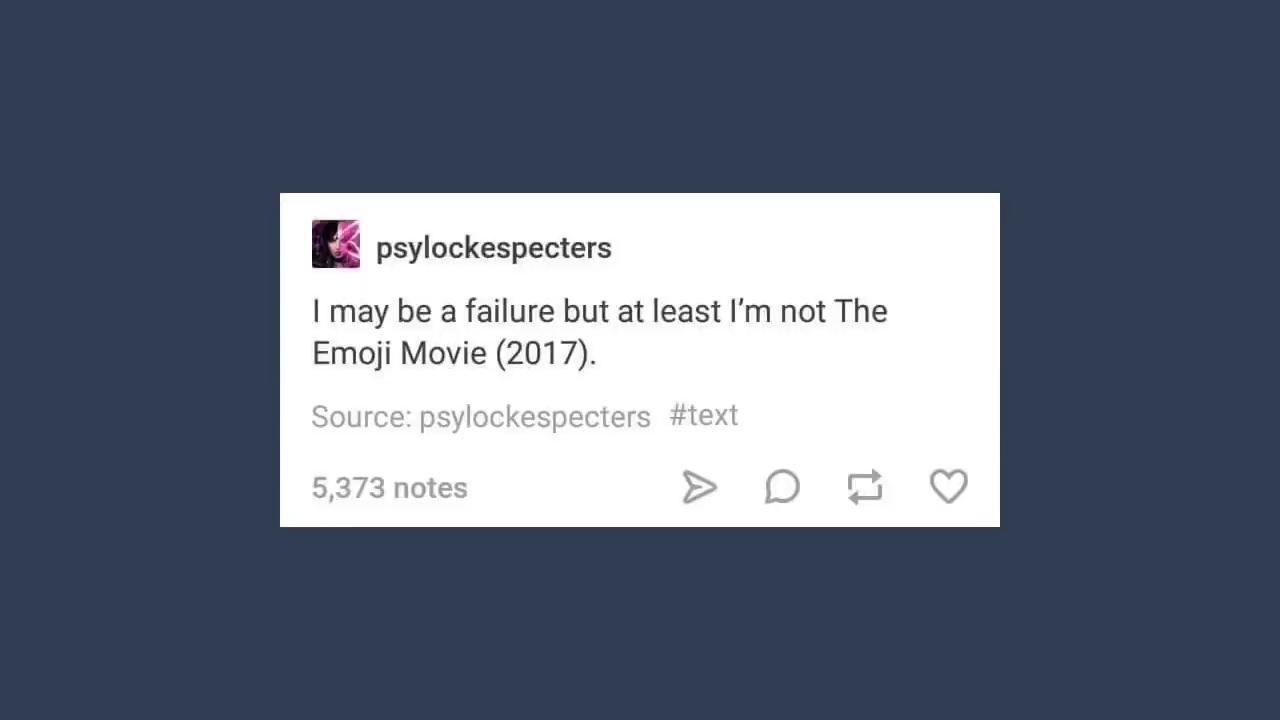 psylockespecters
I may be a failure but at least I’m not The
Emoji Movie (2017).
Source: psylockespecters #text
5,373 notes